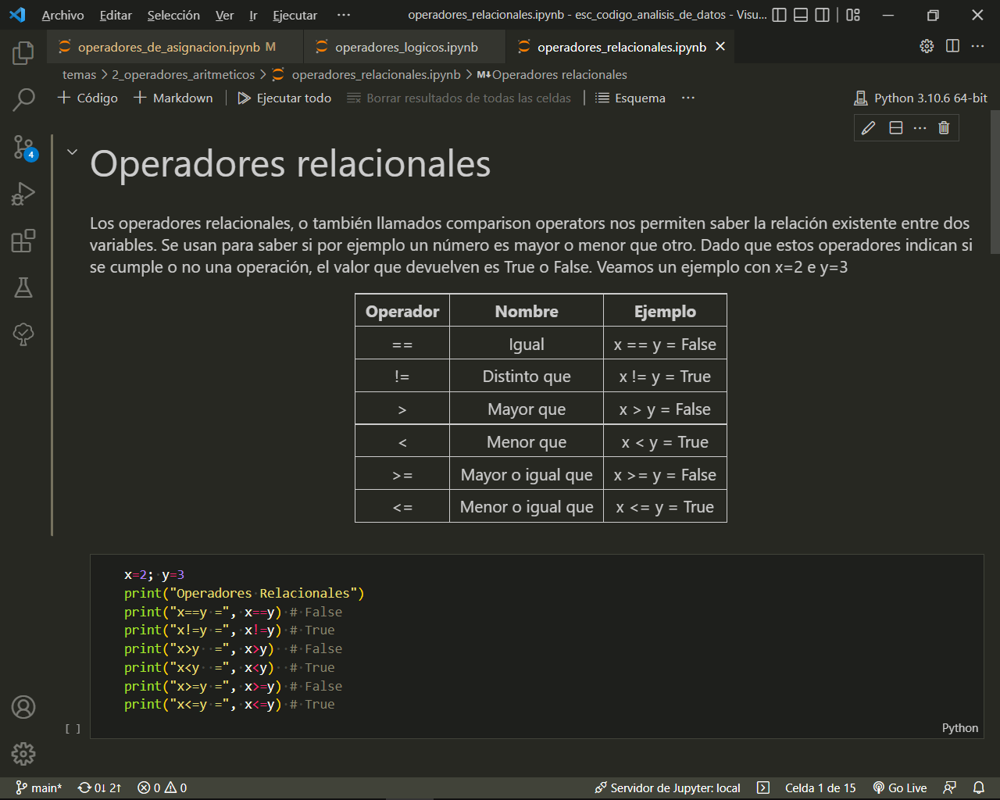 Archivo Editar Selección Ver Ir Ejecutar ··· operadores_relacionales.ipynb - esc_codigo_analisis_de_datos - Visu...
operadores_de_asignacion.ipynb M operadores_logicos.ipynb operadores_relacionales.ipynb
temas > 2_operadores_aritmeticos > operadores_relacionales.ipynb > M↓Operadores relacionales
+ Código + Markdown Ejecutar todo Borrar resultados de todas las celdas Esquema ··· Python 3.10.6 64-bit
4
Operadores relacionales
Los operadores relacionales, o también llamados comparison operators nos permiten saber la relación existente entre dos
variables. Se usan para saber si por ejemplo un número es mayor o menor que otro. Dado que estos operadores indican si
se cumple o no una operación, el valor que devuelven es True o False. Veamos un ejemplo con x=2 e y=3
Operador Nombre Ejemplo
== Igual x == y = False
!= Distinto que x != y = True
> Mayor que x > y = False
< Menor que x < y = True
>= Mayor o igual que x >= y = False
<= Menor o igual que x <= y = True
x=2; y=3
print("Operadores Relacionales")
print("x==y =", x==y) # False
print("x!=y =", x!=y) # True
print("x>y  =", x>y)  # False
print("x<y  =", x<y)  # True
print("x>=y =", x>=y) # False
print("x<=y =", x<=y) # True
[ ] Python
main* 0↓ 2↑ 0 0 Servidor de Jupyter: local Celda 1 de 15 Go Live